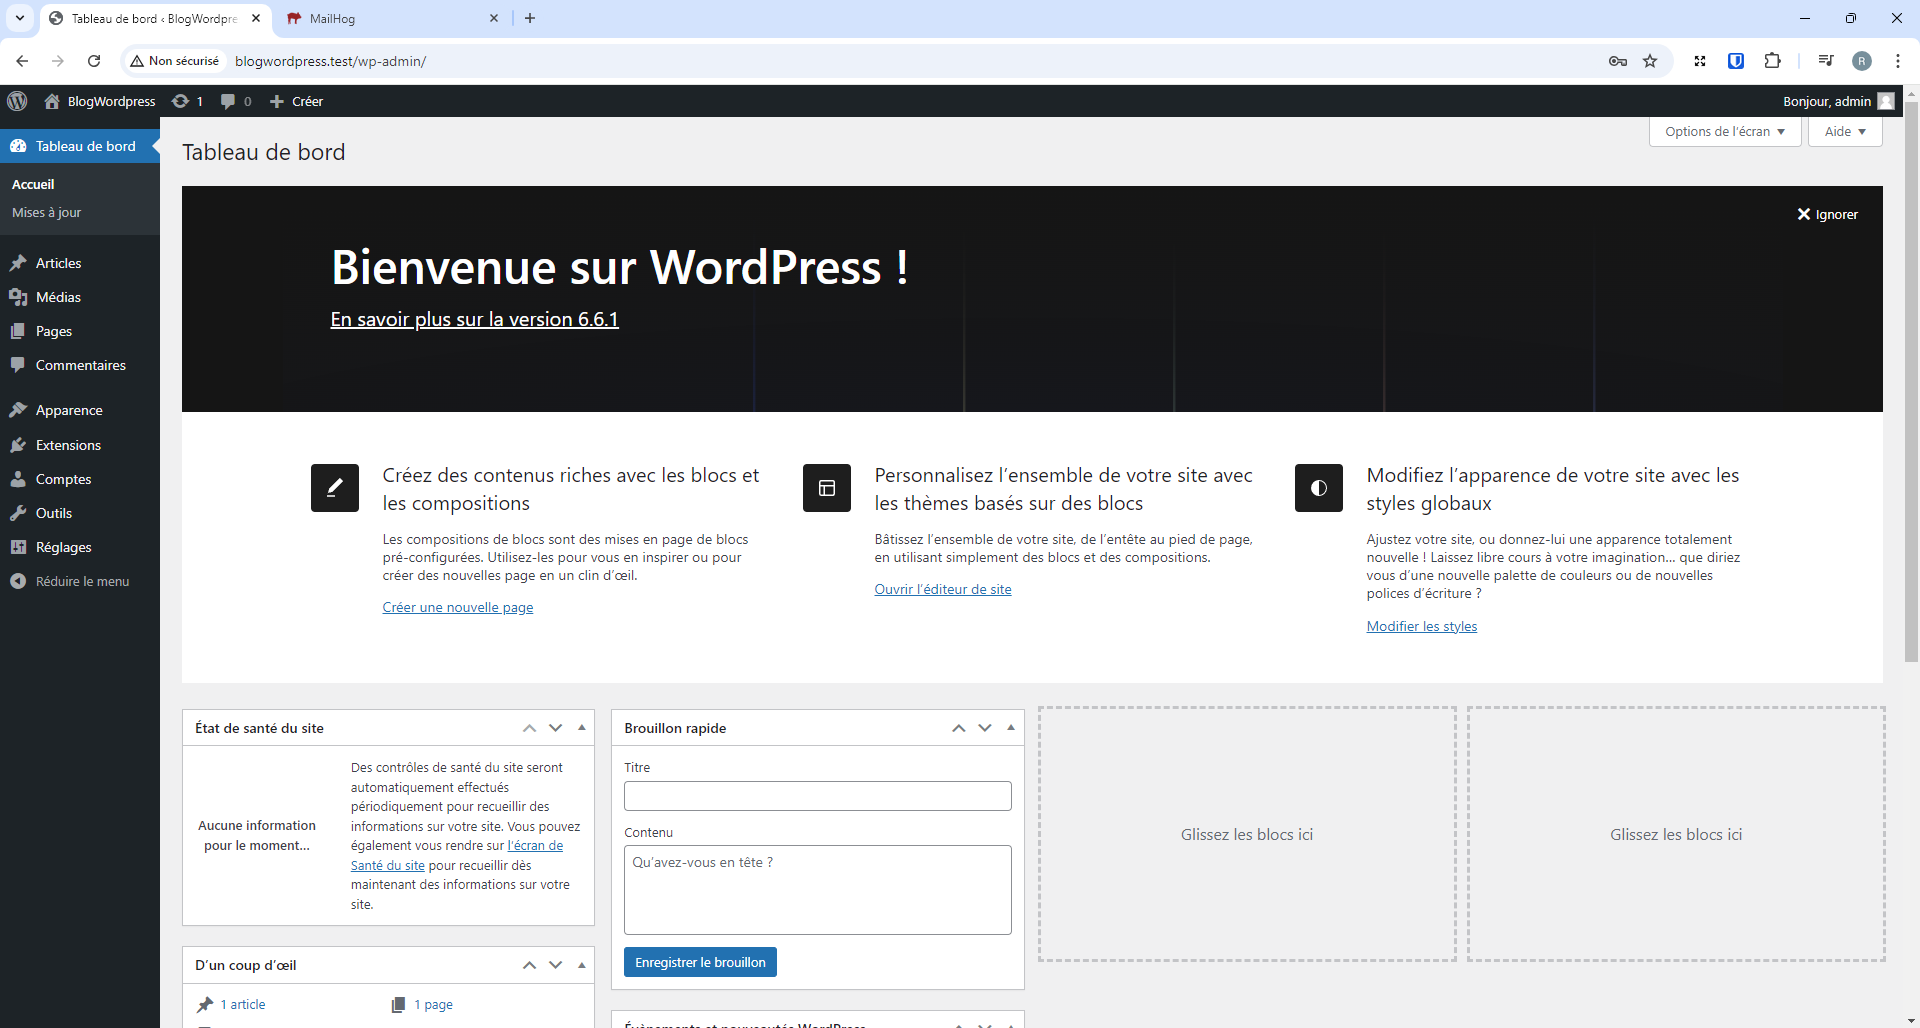 Tableau de bord ‹ BlogWordpre
MailHog
Non sécurisé
blogwordpress.test/wp-admin/
R
BlogWordpress
1
0
Créer
Bonjour, admin
Tableau de bord
Accueil
Mises à jour
Articles
Médias
Pages
Commentaires
Apparence
Extensions
Comptes
Outils
Réglages
Réduire le menu
Options de l’écran
Aide
Tableau de bord
Ignorer
Bienvenue sur WordPress !
En savoir plus sur la version 6.6.1
Créez des contenus riches avec les blocs et
les compositions
Les compositions de blocs sont des mises en page de blocs
pré-configurées. Utilisez-les pour vous en inspirer ou pour
créer des nouvelles page en un clin d’œil.
Créer une nouvelle page
Personnalisez l’ensemble de votre site avec
les thèmes basés sur des blocs
Bâtissez l’ensemble de votre site, de l’entête au pied de page,
en utilisant simplement des blocs et des compositions.
Ouvrir l’éditeur de site
Modifiez l’apparence de votre site avec les
styles globaux
Ajustez votre site, ou donnez-lui une apparence totalement
nouvelle ! Laissez libre cours à votre imagination… que diriez
vous d’une nouvelle palette de couleurs ou de nouvelles
polices d’écriture ?
Modifier les styles
État de santé du site
Aucune information
pour le moment…
Des contrôles de santé du site seront
automatiquement effectués
périodiquement pour recueillir des
informations sur votre site. Vous pouvez
également vous rendre sur l’écran de
Santé du site pour recueillir dès
maintenant des informations sur votre
site.
D’un coup d’œil
1 article
1 page
Brouillon rapide
Titre
Contenu
Qu’avez-vous en tête ?
Enregistrer le brouillon
Évènements et nouveautés WordPress
Glissez les blocs ici
Glissez les blocs ici